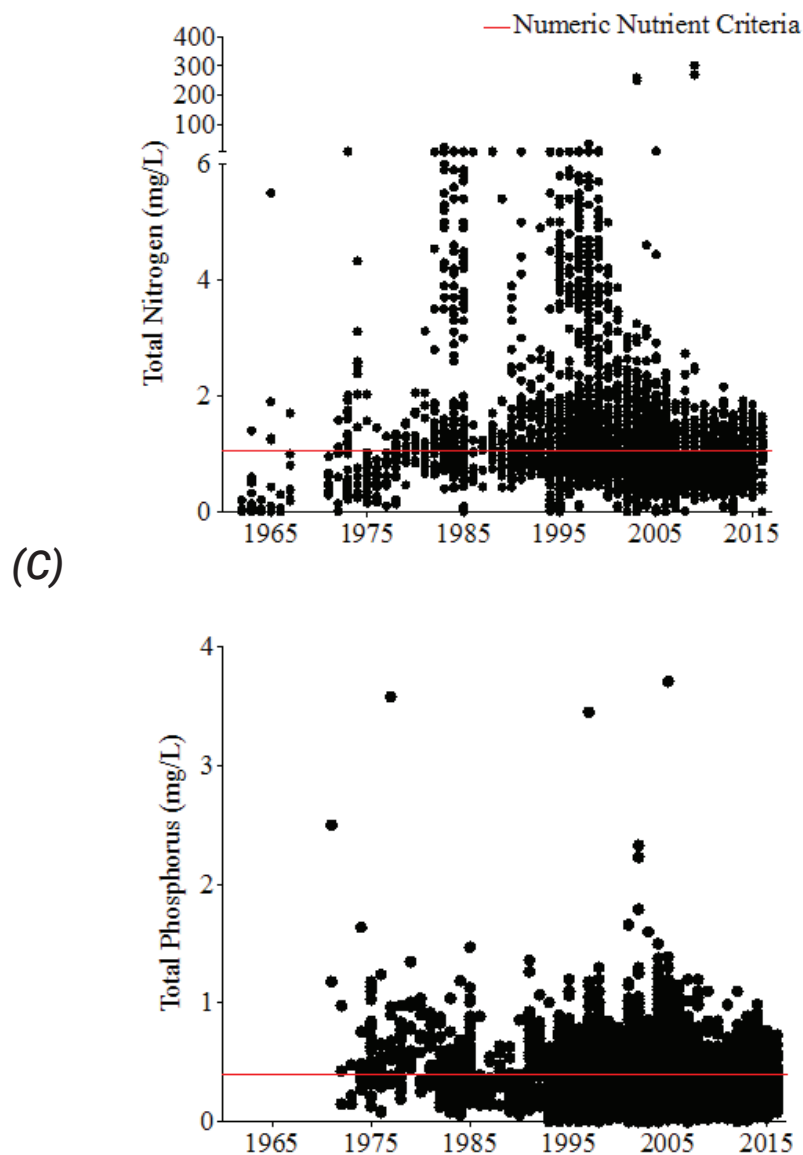 Numeric Nutrient Criteria
400
300
200
100
6
4
2
0
Total Nitrogen (mg/L)
1965 1975 1985 1995 2005 2015
(C)
4
3
2
1
0
Total Phosphorus (mg/L)
1965 1975 1985 1995 2005 2015